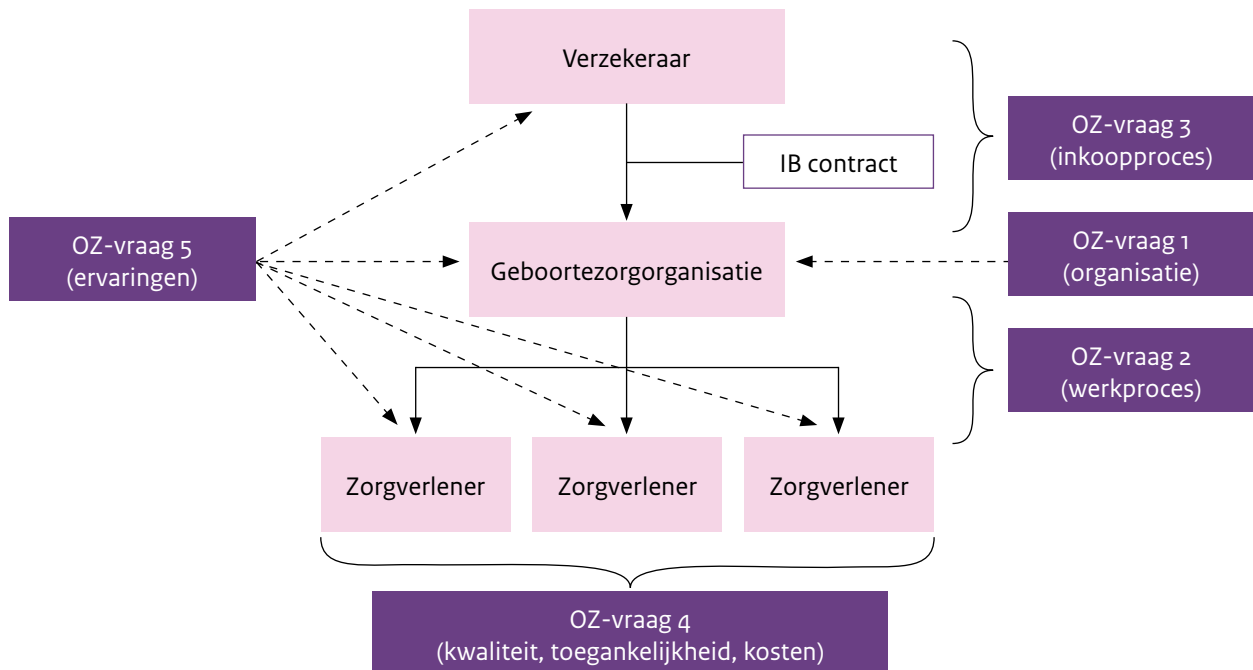 Verzekeraar
OZ-vraag 3
(inkoopproces)
IB contract
OZ-vraag 5
(ervaringen)
Geboortezorgorganisatie
OZ-vraag 1
(organisatie)
OZ-vraag 2
(werkproces)
Zorgverlener
Zorgverlener
Zorgverlener
OZ-vraag 4
(kwaliteit, toegankelijkheid, kosten)